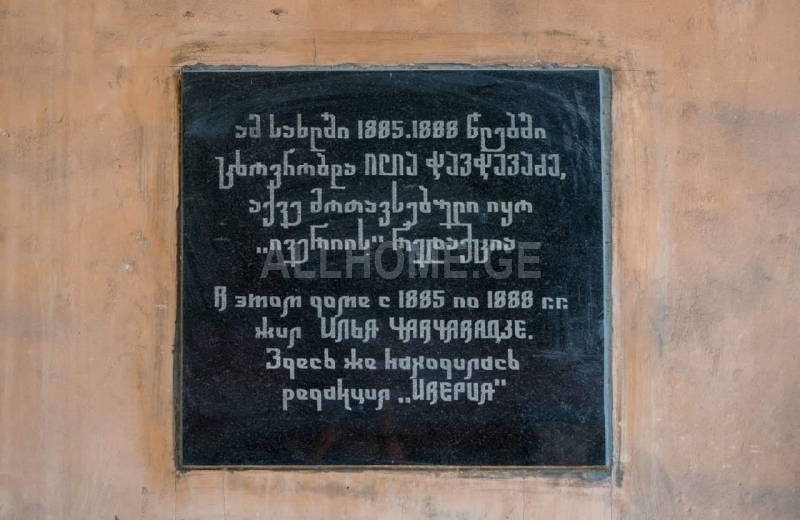 ამ სახლში 1885.1888 წლებში
ცხოვრობდა ილია ჭავჭავაძე,
აქვე მოთავსებული იყო
„ივერიის" რედაქცია
ALLHOME.GE
В этом доме с 1885 по 1888 г.г.
жил ИЛЬЯ ЧАВЧАВАДЗЕ.
Здесь же находилась
редакция „ИВЕРИЯ"